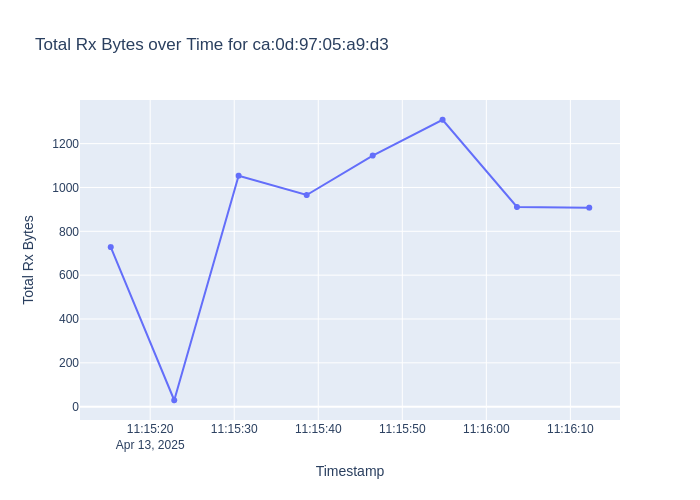 Total Rx Bytes over Time for ca:0d:97:05:a9:d3
Total Rx Bytes
1200
1000
800
600
400
200
0
11:15:20 11:15:30 11:15:40 11:15:50 11:16:00 11:16:10
Apr 13, 2025
Timestamp